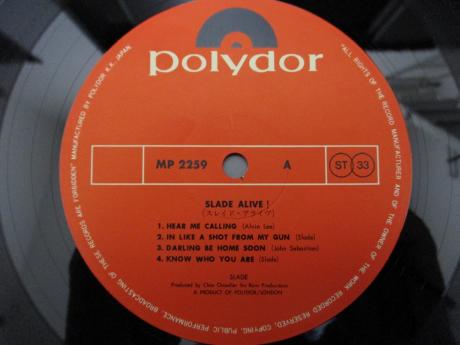 polydor
MP 2259 A ST 33
SLADE ALIVE!
(スレイド・アライヴ)
1. HEAR ME CALLING (Alvin Lee)
2. IN LIKE A SHOT FROM MY GUN (Slade)
3. DARLING BE HOME SOON (John Sebastian)
4. KNOW WHO YOU ARE (Slade)
SLADE
Produced by Chas Chandler for Barn Productions
A PRODUCT OF POLYDOR/LONDON
"ALL RIGHTS OF THE RECORD MANUFACTURER AND OF THE OWNER OF THE WORK RECORDED RESERVED, COPYING, PUBLIC PERFORMANCE, BROADCASTING OF THESE RECORDS ARE FORBIDDEN" MANUFACTURED BY POLYDOR K.K. JAPAN